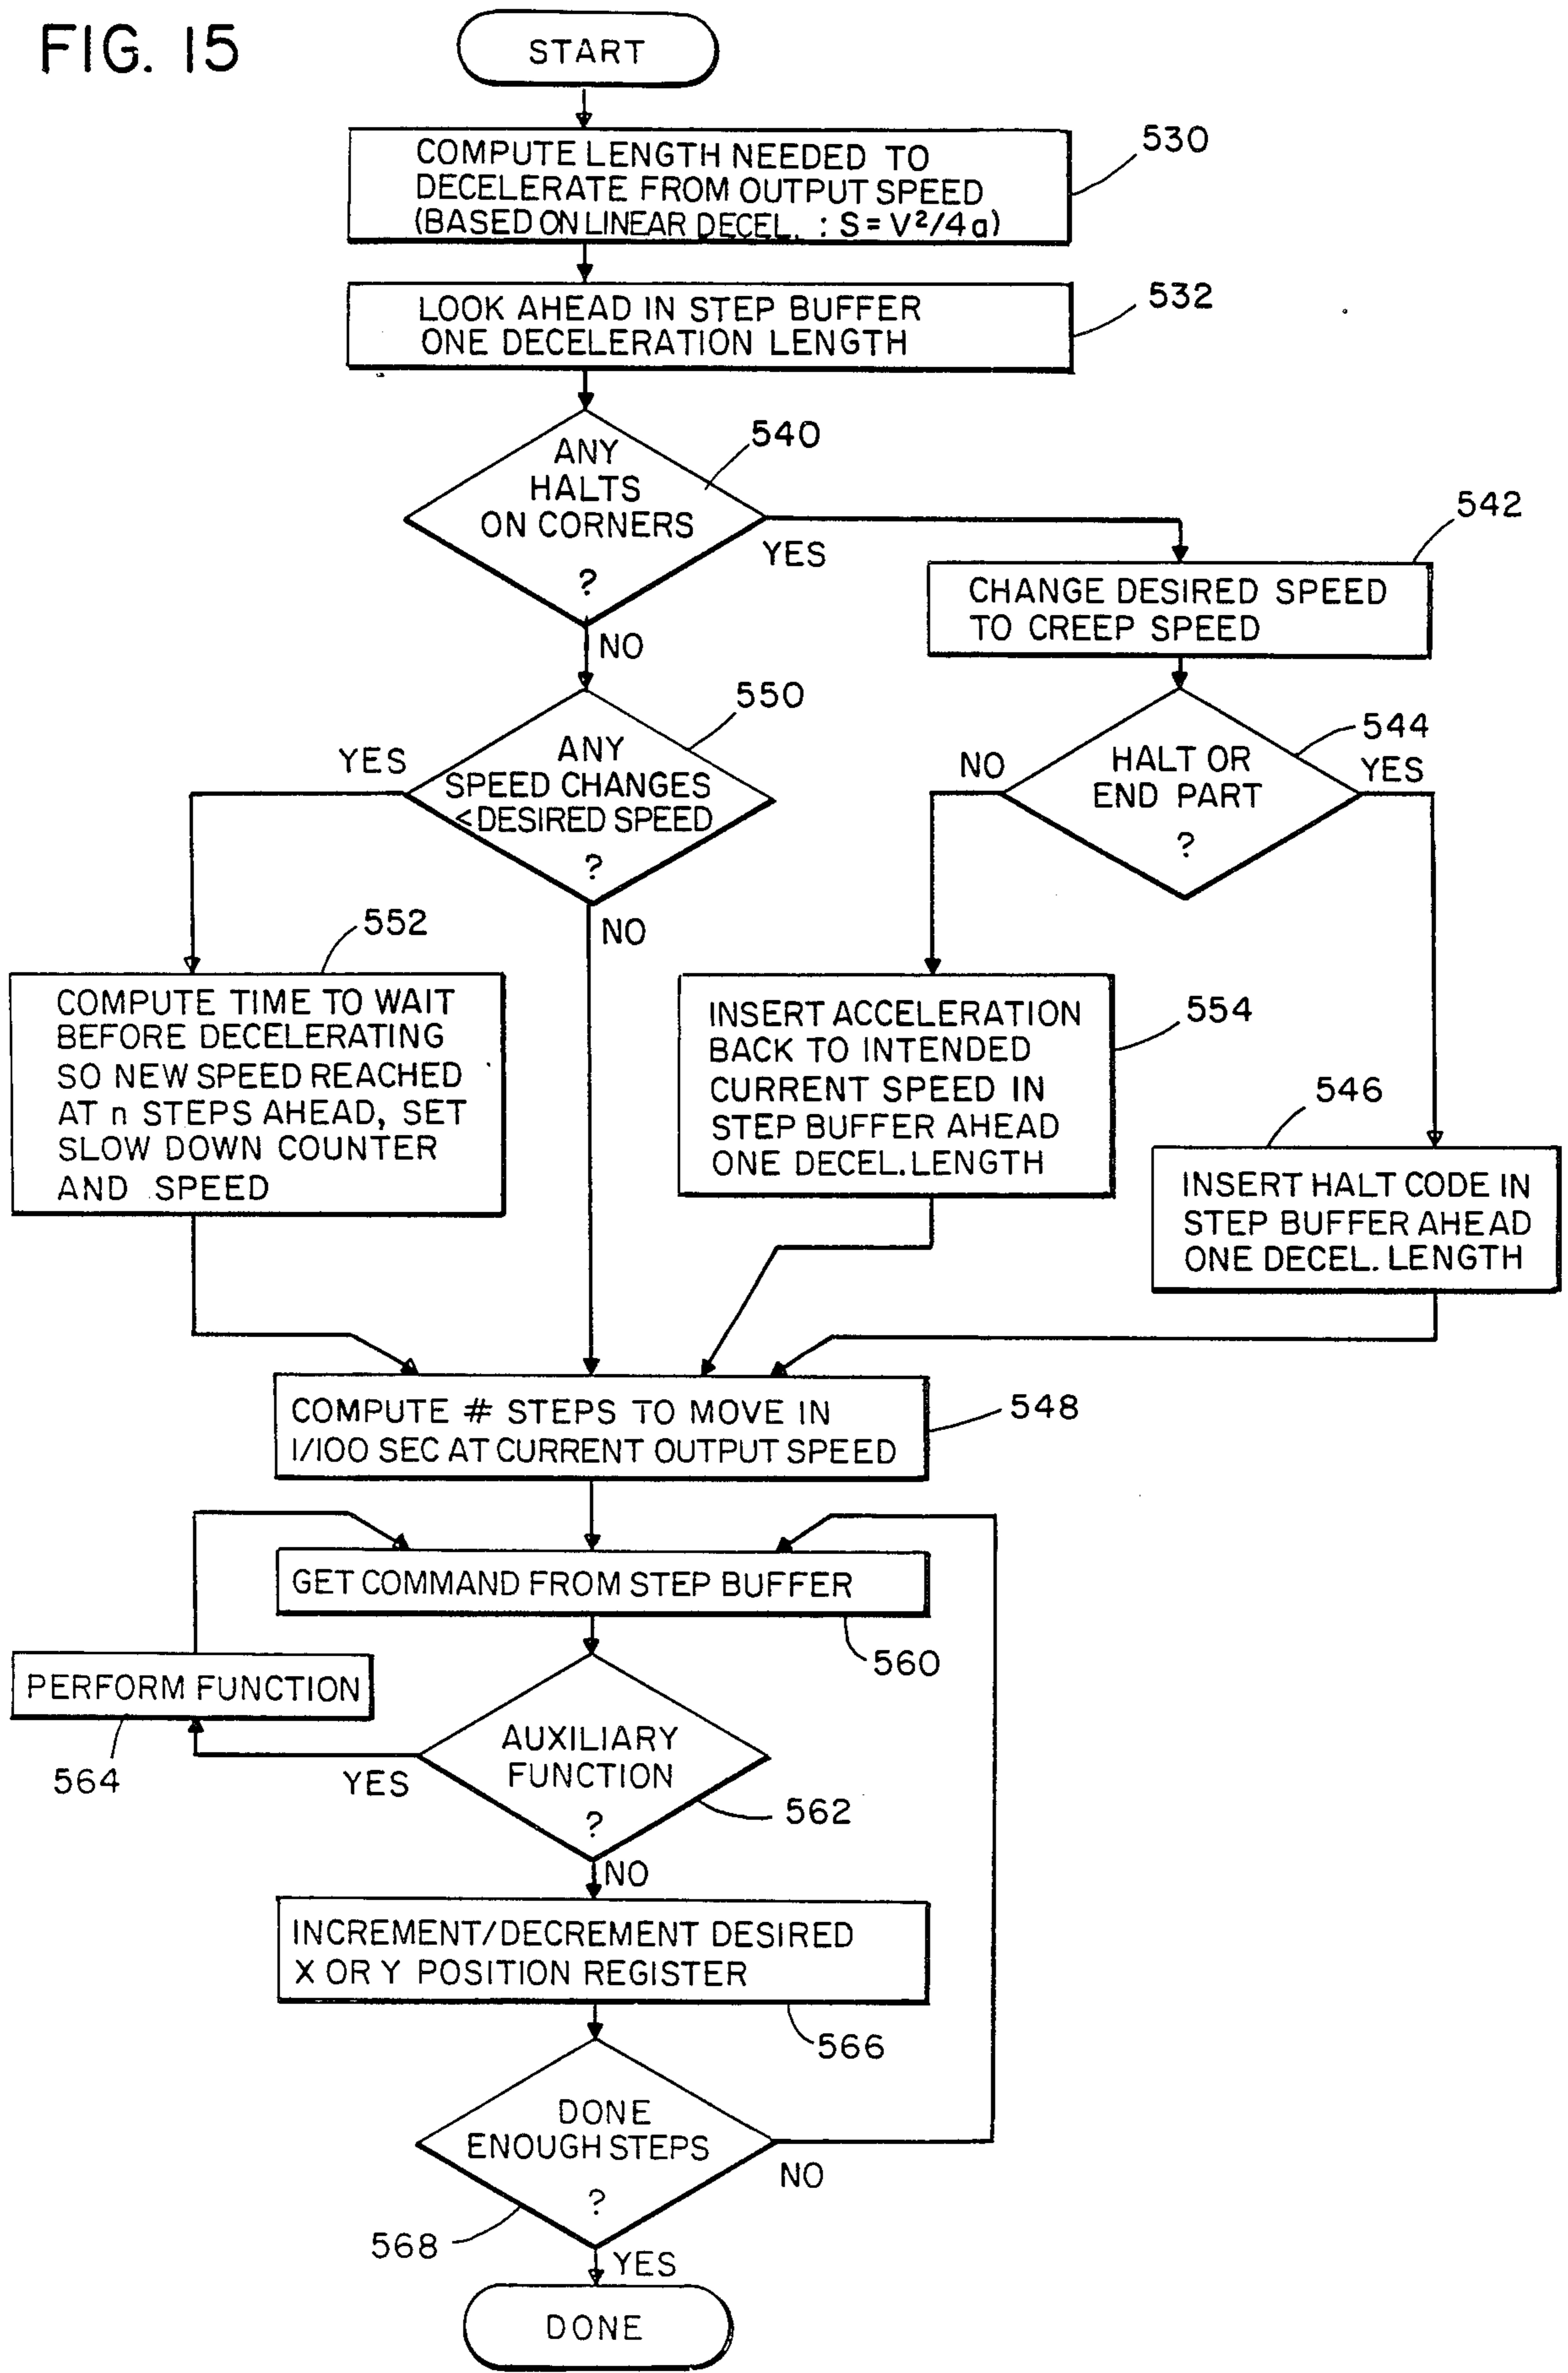 FIG. 15
START
COMPUTE LENGTH NEEDED TO
DECELERATE FROM OUTPUT SPEED
(BASED ON LINEAR DECEL. : S = V²/4a)
530
LOOK AHEAD IN STEP BUFFER
ONE DECELERATION LENGTH
532
ANY
HALTS
ON CORNERS
?
540
YES
NO
542
CHANGE DESIRED SPEED
TO CREEP SPEED
550
ANY
SPEED CHANGES
< DESIRED SPEED
?
YES
NO
544
HALT OR
END PART
?
NO
YES
552
COMPUTE TIME TO WAIT
BEFORE DECELERATING
SO NEW SPEED REACHED
AT n STEPS AHEAD, SET
SLOW DOWN COUNTER
AND SPEED
INSERT ACCELERATION
BACK TO INTENDED
CURRENT SPEED IN
STEP BUFFER AHEAD
ONE DECEL. LENGTH
554
546
INSERT HALT CODE IN
STEP BUFFER AHEAD
ONE DECEL. LENGTH
COMPUTE # STEPS TO MOVE IN
1/100 SEC AT CURRENT OUTPUT SPEED
548
GET COMMAND FROM STEP BUFFER
560
PERFORM FUNCTION
564
AUXILIARY
FUNCTION
?
YES
562
NO
INCREMENT/DECREMENT DESIRED
X OR Y POSITION REGISTER
566
DONE
ENOUGH STEPS
?
NO
568
YES
DONE